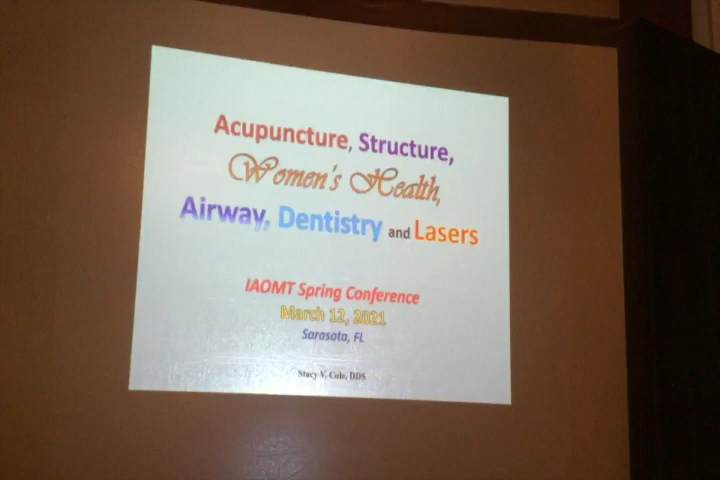 Acupuncture, Structure,
Women's Health,
Airway, Dentistry and Lasers
IAOMT Spring Conference
March 12, 2021
Sarasota, FL
Stacy V. Cole, DDS